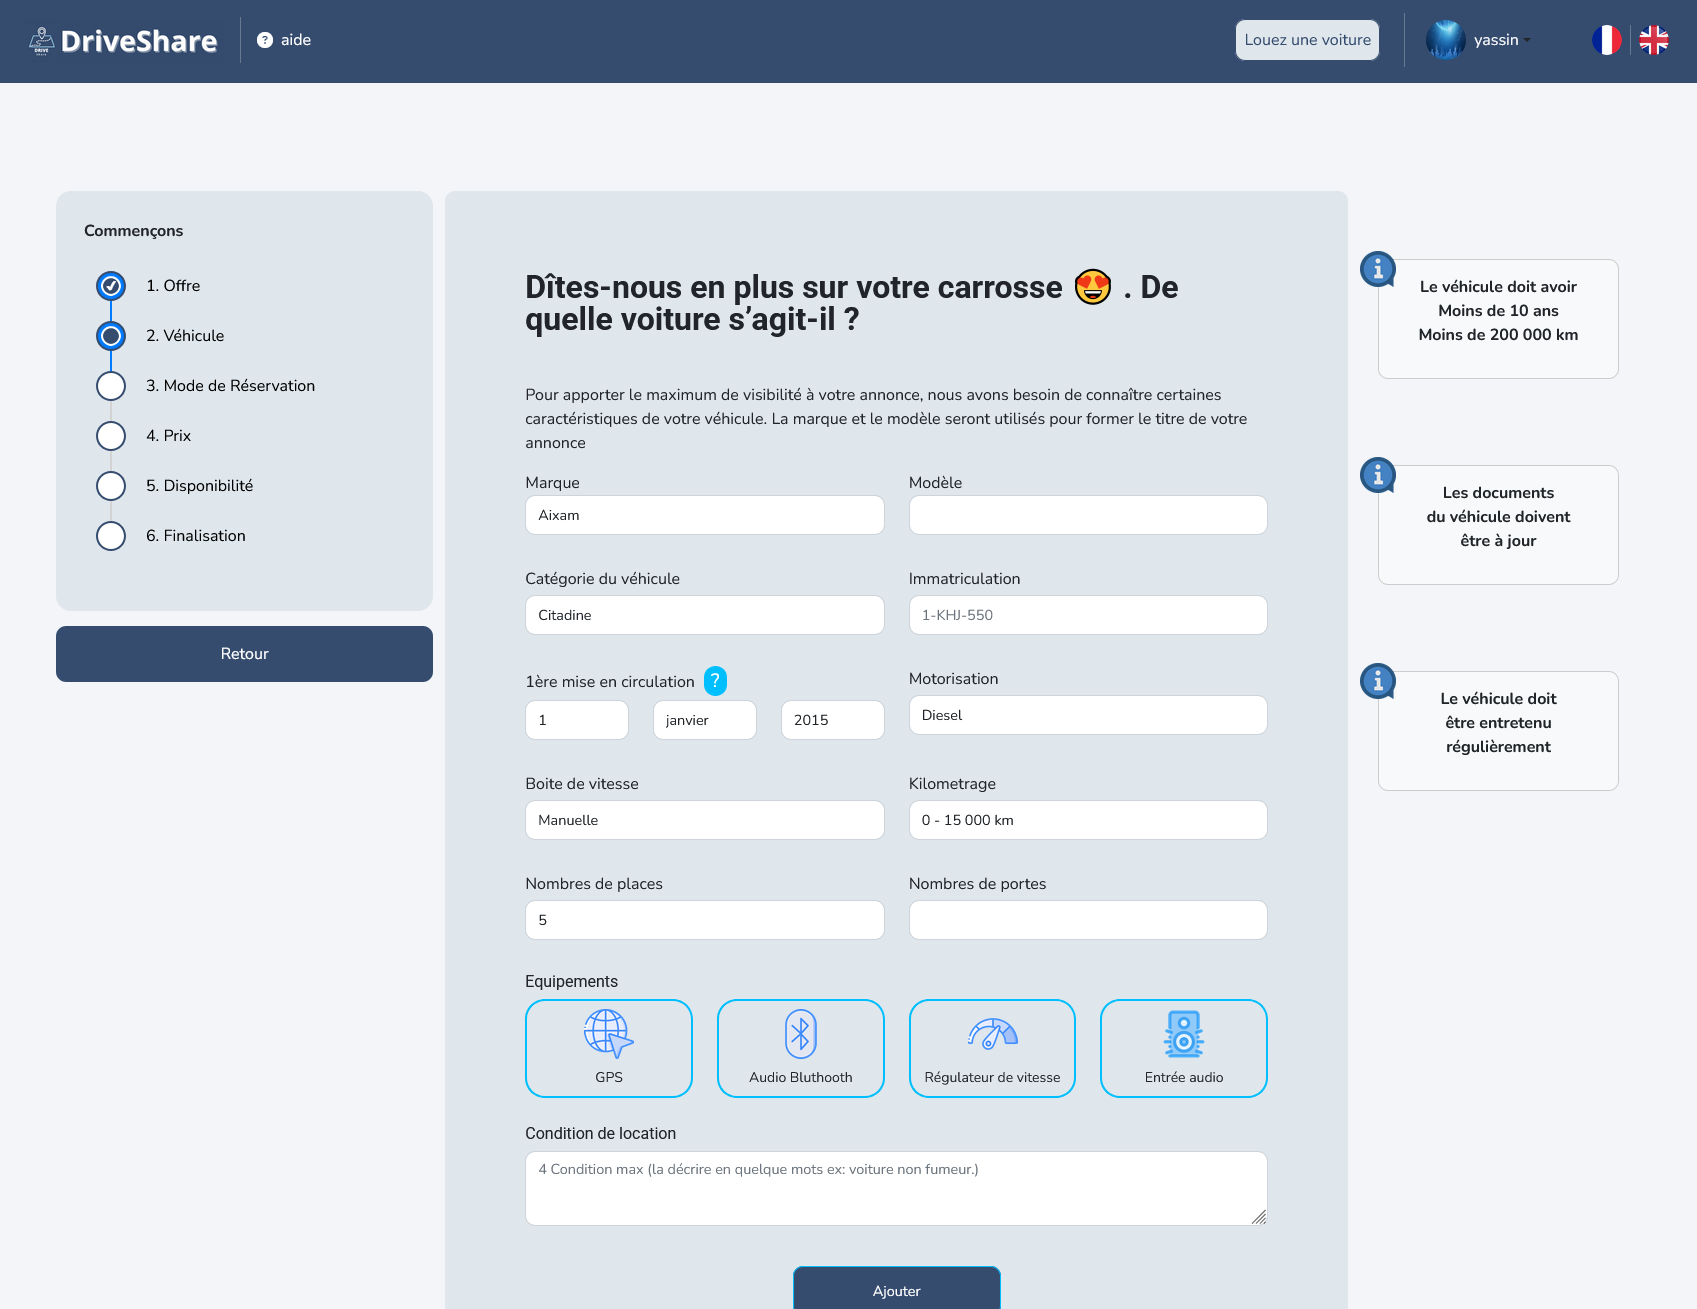 DriveShare
? aide
Louez une voiture
yassin
Commençons
1. Offre
2. Véhicule
3. Mode de Réservation
4. Prix
5. Disponibilité
6. Finalisation
Retour
Dîtes-nous en plus sur votre carrosse 😍 . De
quelle voiture s’agit-il ?
Pour apporter le maximum de visibilité à votre annonce, nous avons besoin de connaître certaines
caractéristiques de votre véhicule. La marque et le modèle seront utilisés pour former le titre de votre
annonce
Marque
Modèle
Aixam
Catégorie du véhicule
Immatriculation
Citadine
1-KHJ-550
1ère mise en circulation ?
Motorisation
1
janvier
2015
Diesel
Boite de vitesse
Kilometrage
Manuelle
0 - 15 000 km
Nombres de places
Nombres de portes
5
Equipements
GPS
Audio Bluthooth
Régulateur de vitesse
Entrée audio
Condition de location
4 Condition max (la décrire en quelque mots ex: voiture non fumeur.)
Ajouter
Le véhicule doit avoir
Moins de 10 ans
Moins de 200 000 km
Les documents
du véhicule doivent
être à jour
Le véhicule doit
être entretenu
régulièrement